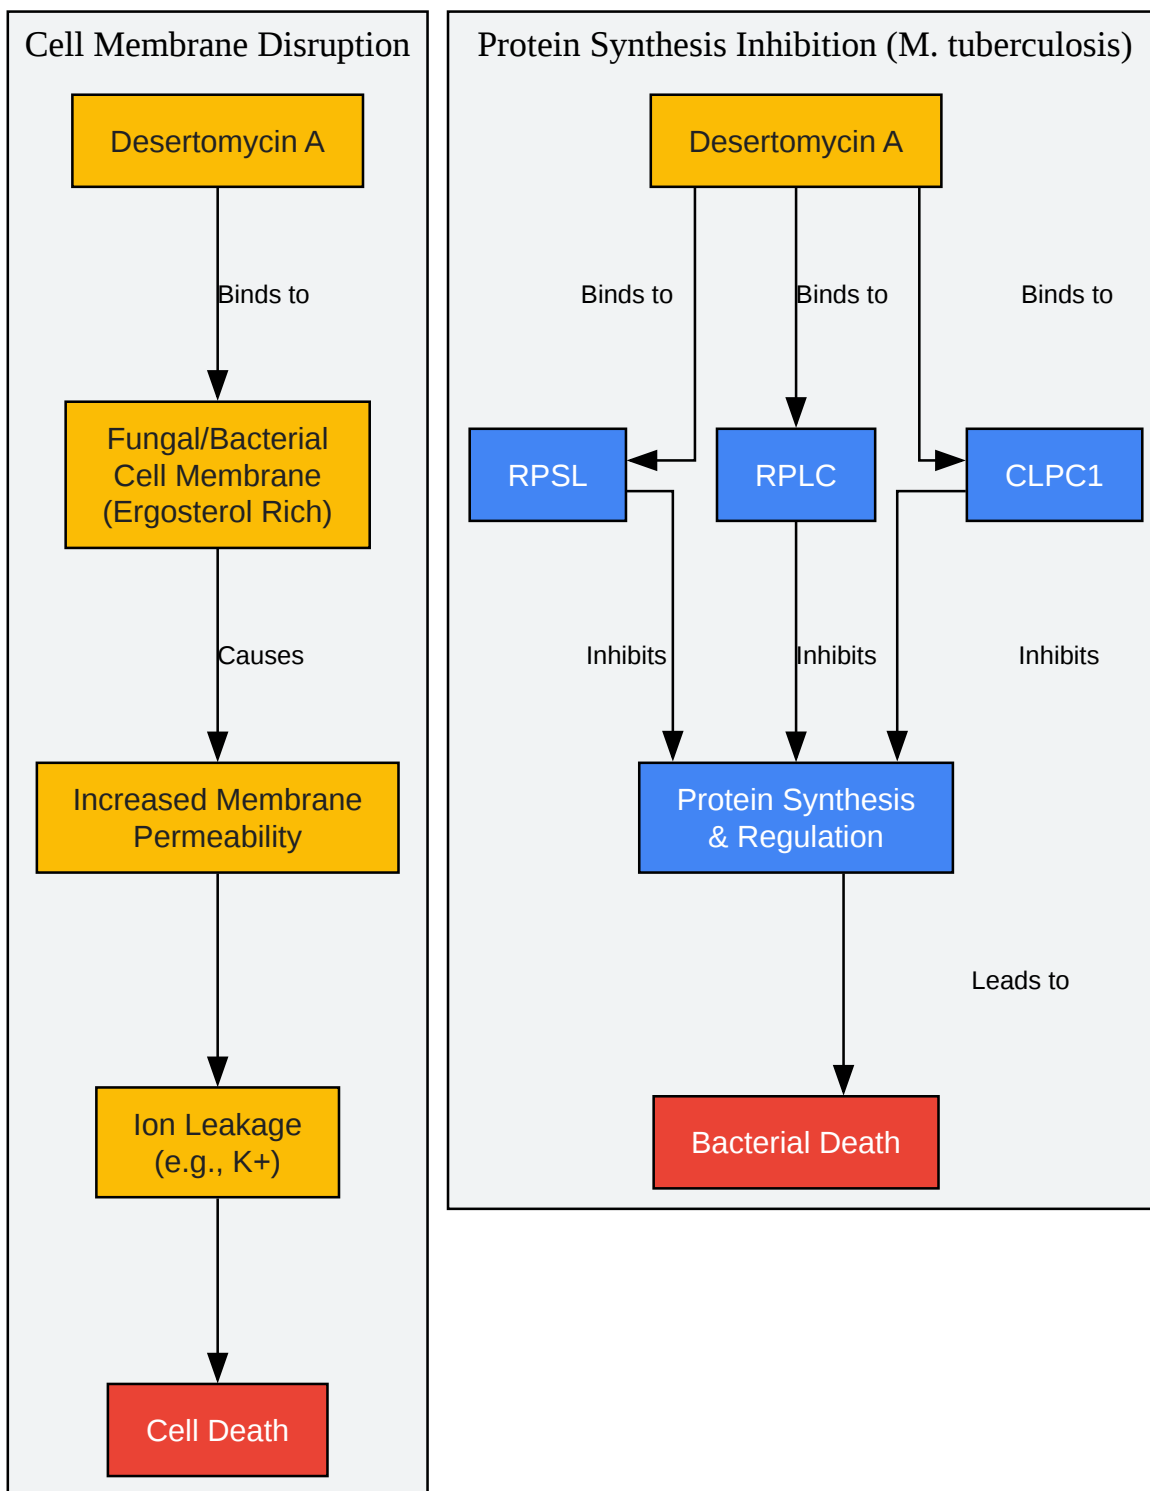 Cell Membrane Disruption
Desertomycin A
Binds to
Fungal/Bacterial
Cell Membrane
(Ergosterol Rich)
Causes
Increased Membrane
Permeability
Ion Leakage
(e.g., K+)
Cell Death
Protein Synthesis Inhibition (M. tuberculosis)
Desertomycin A
Binds to
Binds to
Binds to
RPSL
RPLC
CLPC1
Inhibits
Inhibits
Inhibits
Protein Synthesis
& Regulation
Leads to
Bacterial Death